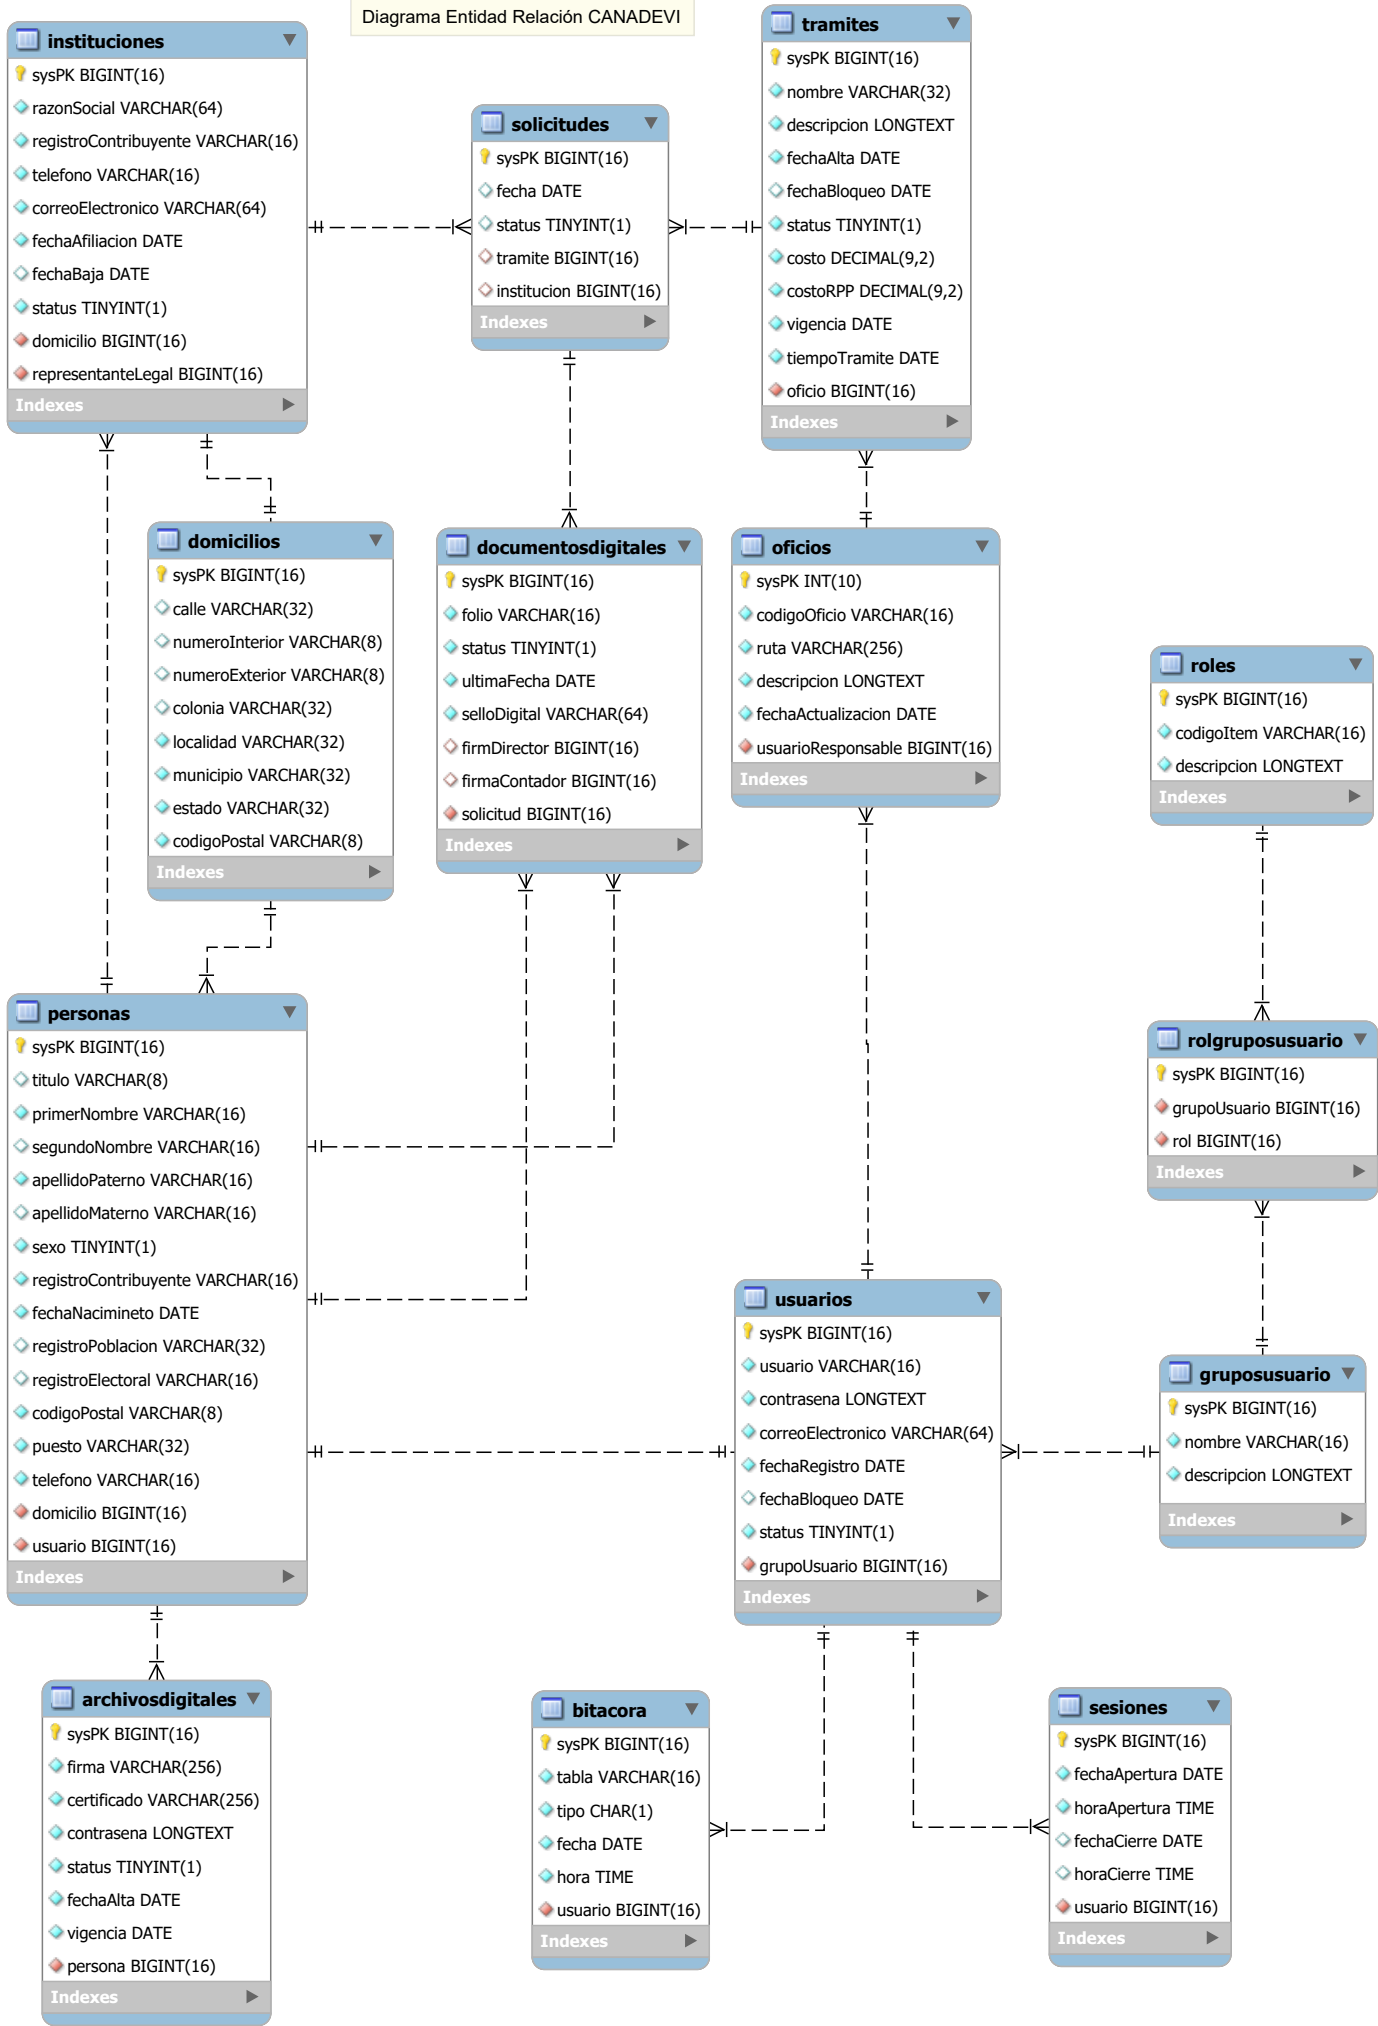 Diagrama Entidad Relación CANADEVI
instituciones
sysPK BIGINT(16)
razonSocial VARCHAR(64)
registroContribuyente VARCHAR(16)
telefono VARCHAR(16)
correoElectronico VARCHAR(64)
fechaAfiliacion DATE
fechaBaja DATE
status TINYINT(1)
domicilio BIGINT(16)
representanteLegal BIGINT(16)
Indexes
solicitudes
sysPK BIGINT(16)
fecha DATE
status TINYINT(1)
tramite BIGINT(16)
institucion BIGINT(16)
Indexes
tramites
sysPK BIGINT(16)
nombre VARCHAR(32)
descripcion LONGTEXT
fechaAlta DATE
fechaBloqueo DATE
status TINYINT(1)
costo DECIMAL(9,2)
costoRPP DECIMAL(9,2)
vigencia DATE
tiempoTramite DATE
oficio BIGINT(16)
Indexes
domicilios
sysPK BIGINT(16)
calle VARCHAR(32)
numeroInterior VARCHAR(8)
numeroExterior VARCHAR(8)
colonia VARCHAR(32)
localidad VARCHAR(32)
municipio VARCHAR(32)
estado VARCHAR(32)
codigoPostal VARCHAR(8)
Indexes
documentosdigitales
sysPK BIGINT(16)
folio VARCHAR(16)
status TINYINT(1)
ultimaFecha DATE
selloDigital VARCHAR(64)
firmDirector BIGINT(16)
firmaContador BIGINT(16)
solicitud BIGINT(16)
Indexes
oficios
sysPK INT(10)
codigoOficio VARCHAR(16)
ruta VARCHAR(256)
descripcion LONGTEXT
fechaActualizacion DATE
usuarioResponsable BIGINT(16)
Indexes
roles
sysPK BIGINT(16)
codigoItem VARCHAR(16)
descripcion LONGTEXT
Indexes
personas
sysPK BIGINT(16)
titulo VARCHAR(8)
primerNombre VARCHAR(16)
segundoNombre VARCHAR(16)
apellidoPaterno VARCHAR(16)
apellidoMaterno VARCHAR(16)
sexo TINYINT(1)
registroContribuyente VARCHAR(16)
fechaNacimineto DATE
registroPoblacion VARCHAR(32)
registroElectoral VARCHAR(16)
codigoPostal VARCHAR(8)
puesto VARCHAR(32)
telefono VARCHAR(16)
domicilio BIGINT(16)
usuario BIGINT(16)
Indexes
rolgruposusuario
sysPK BIGINT(16)
grupoUsuario BIGINT(16)
rol BIGINT(16)
Indexes
usuarios
sysPK BIGINT(16)
usuario VARCHAR(16)
contrasena LONGTEXT
correoElectronico VARCHAR(64)
fechaRegistro DATE
fechaBloqueo DATE
status TINYINT(1)
grupoUsuario BIGINT(16)
Indexes
gruposusuario
sysPK BIGINT(16)
nombre VARCHAR(16)
descripcion LONGTEXT
Indexes
archivosdigitales
sysPK BIGINT(16)
firma VARCHAR(256)
certificado VARCHAR(256)
contrasena LONGTEXT
status TINYINT(1)
fechaAlta DATE
vigencia DATE
persona BIGINT(16)
Indexes
bitacora
sysPK BIGINT(16)
tabla VARCHAR(16)
tipo CHAR(1)
fecha DATE
hora TIME
usuario BIGINT(16)
Indexes
sesiones
sysPK BIGINT(16)
fechaApertura DATE
horaApertura TIME
fechaCierre DATE
horaCierre TIME
usuario BIGINT(16)
Indexes